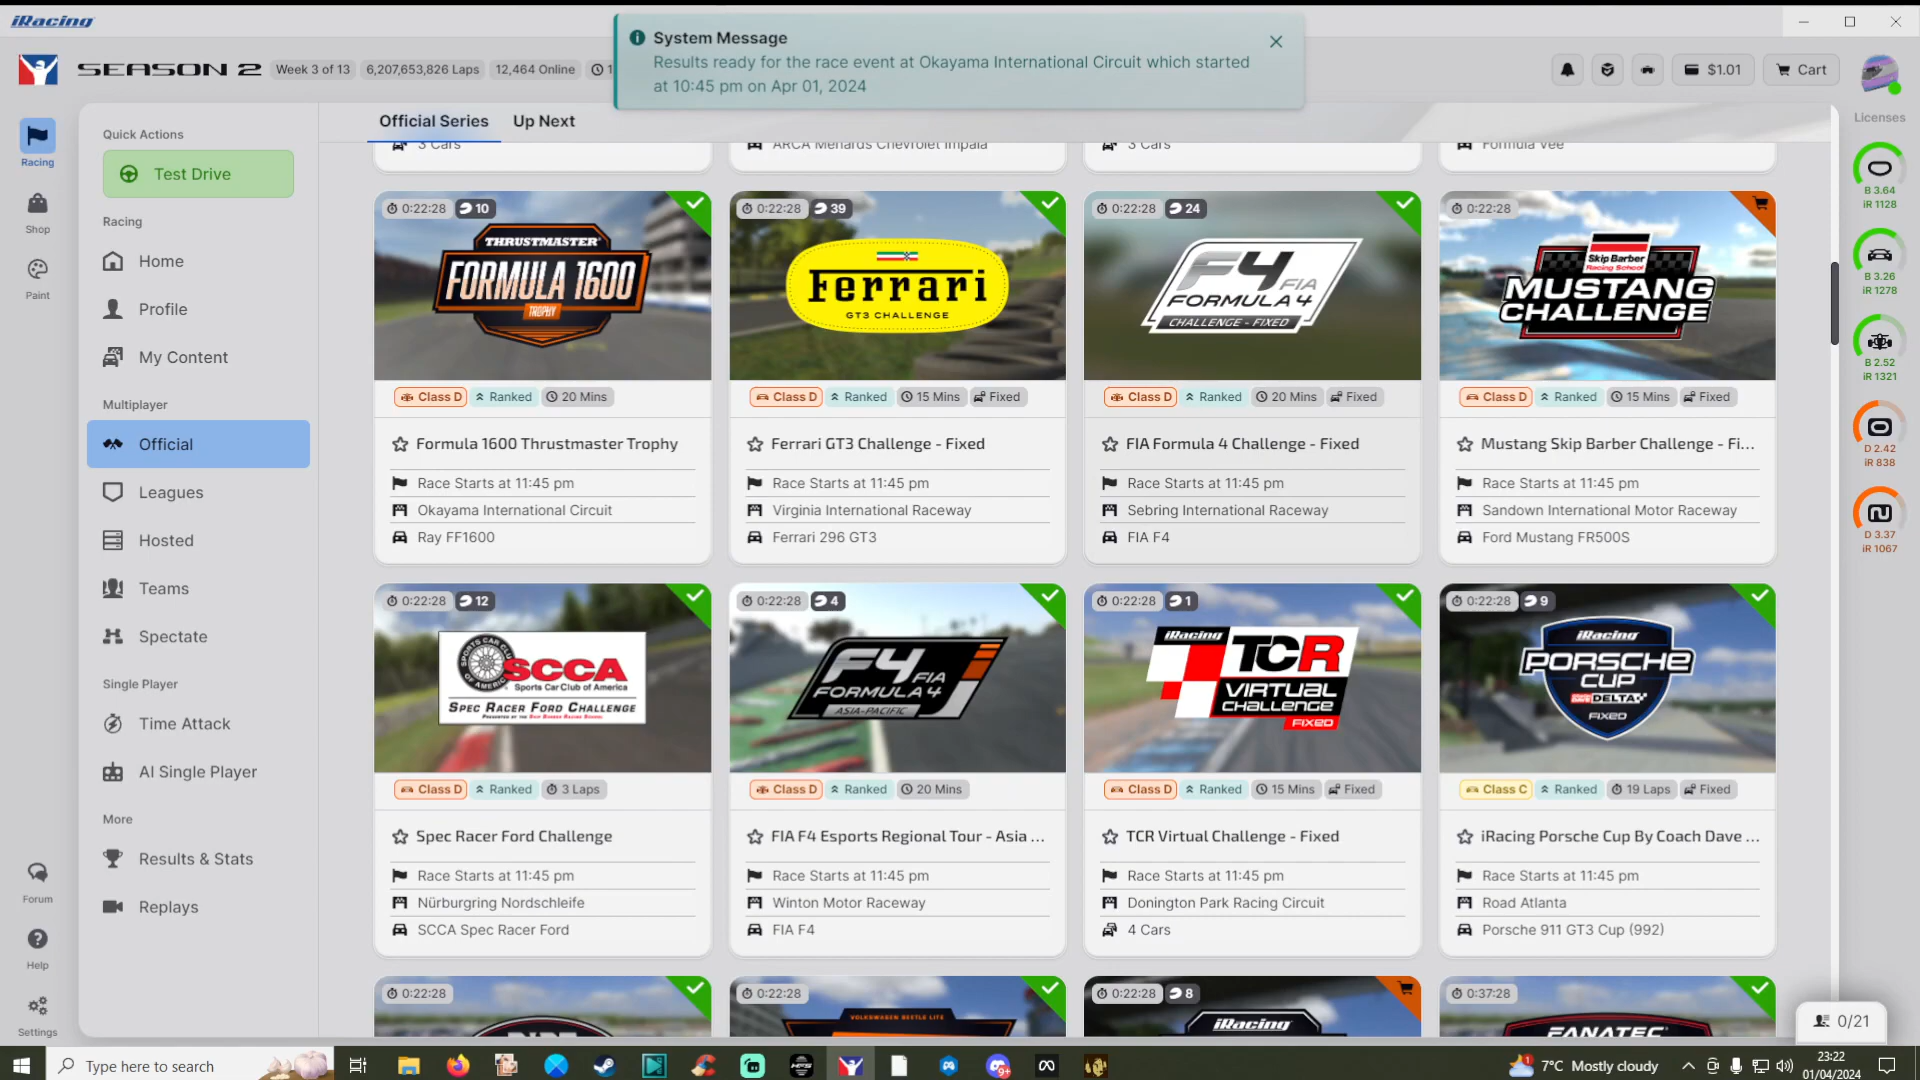 iRacing
SEASON 2
Week 3 of 13
6,207,653,826 Laps
12,464 Online
System Message
Results ready for the race event at Okayama International Circuit which started
at 10:45 pm on Apr 01, 2024
$1.01
Cart
Racing
Shop
Paint
Forum
Help
Settings
Quick Actions
Test Drive
Racing
Home
Profile
My Content
Multiplayer
Official
Leagues
Hosted
Teams
Spectate
Single Player
Time Attack
AI Single Player
More
Results & Stats
Replays
Official Series
Up Next
3 Cars
ARCA Menards Chevrolet Impala
3 Cars
Formula Vee
0:22:28
10
THRUSTMASTER
FORMULA 1600
TROPHY
Class D
Ranked
20 Mins
Formula 1600 Thrustmaster Trophy
Race Starts at 11:45 pm
Okayama International Circuit
Ray FF1600
0:22:28
39
Ferrari
GT3 CHALLENGE
Class D
Ranked
15 Mins
Fixed
Ferrari GT3 Challenge - Fixed
Race Starts at 11:45 pm
Virginia International Raceway
Ferrari 296 GT3
0:22:28
24
F4 FIA
FORMULA 4
CHALLENGE - FIXED
Class D
Ranked
20 Mins
Fixed
FIA Formula 4 Challenge - Fixed
Race Starts at 11:45 pm
Sebring International Raceway
FIA F4
0:22:28
Skip Barber
Racing School
MUSTANG
CHALLENGE
Class D
Ranked
15 Mins
Fixed
Mustang Skip Barber Challenge - Fi...
Race Starts at 11:45 pm
Sandown International Motor Raceway
Ford Mustang FR500S
0:22:28
12
SPORTS CAR CLUB
OF AMERICA
SCCA
Sports Car Club of America
SPEC RACER FORD CHALLENGE
PRESENTED BY THE SKIP BARBER RACING SCHOOL
Class D
Ranked
3 Laps
Spec Racer Ford Challenge
Race Starts at 11:45 pm
Nürburgring Nordschleife
SCCA Spec Racer Ford
0:22:28
4
F4 FIA
FORMULA 4
ASIA-PACIFIC
Class D
Ranked
20 Mins
FIA F4 Esports Regional Tour - Asia ...
Race Starts at 11:45 pm
Winton Motor Raceway
FIA F4
0:22:28
1
iRacing
TCR
VIRTUAL
CHALLENGE
FIXED
Class D
Ranked
15 Mins
Fixed
TCR Virtual Challenge - Fixed
Race Starts at 11:45 pm
Donington Park Racing Circuit
4 Cars
0:22:28
9
iRacing
PORSCHE
CUP
DELTA
FIXED
Class C
Ranked
19 Laps
Fixed
iRacing Porsche Cup By Coach Dave ...
Race Starts at 11:45 pm
Road Atlanta
Porsche 911 GT3 Cup (992)
0:22:28
0:22:28
VOLKSWAGEN BEETLE LITE
0:22:28
8
iRacing
0:37:28
FANATEC
Licenses
B 3.64
iR 1128
B 3.26
iR 1278
B 2.52
iR 1321
D 2.42
iR 838
D 3.37
iR 1067
0/21
Type here to search
9+
1
7°C Mostly cloudy
23:22
01/04/2024